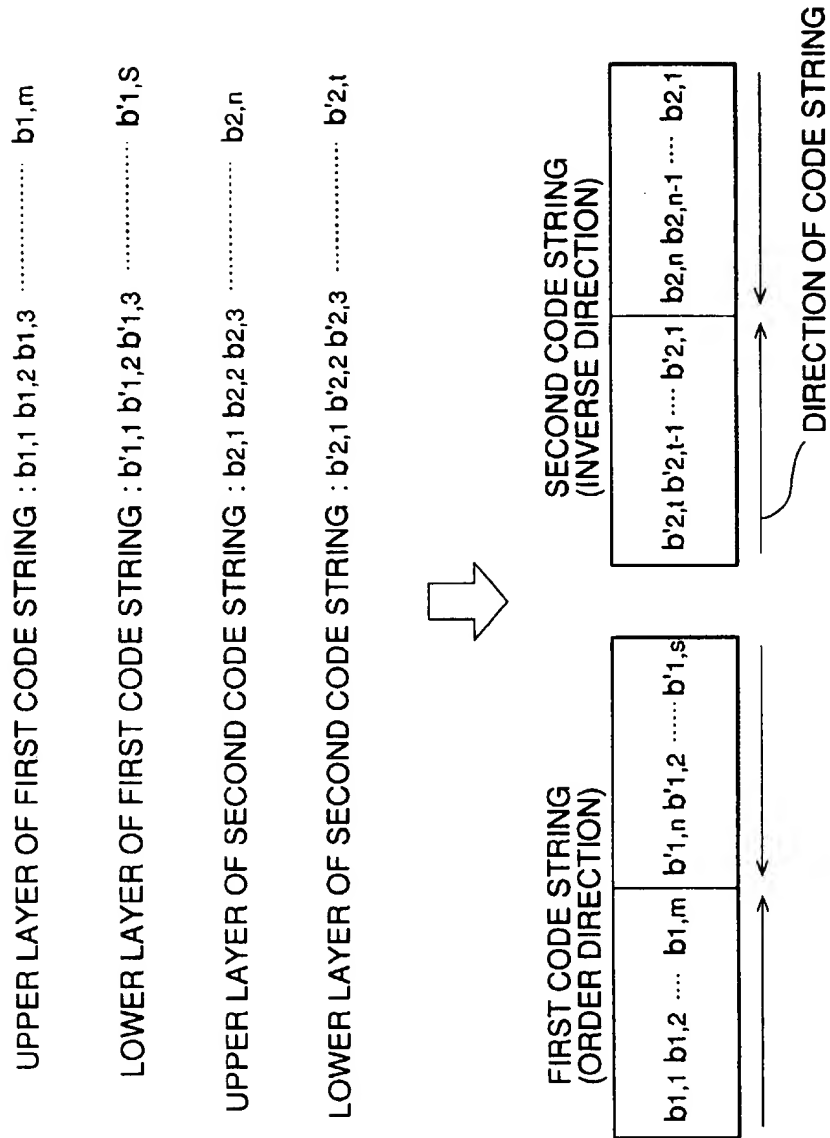 UPPER LAYER OF FIRST CODE STRING : b1,1 b1,2 b1,3 .................. b1,m
LOWER LAYER OF FIRST CODE STRING : b'1,1 b'1,2 b'1,3 .................. b'1,S
UPPER LAYER OF SECOND CODE STRING : b2,1 b2,2 b2,3 .................. b2,n
LOWER LAYER OF SECOND CODE STRING : b'2,1 b'2,2 b'2,3 .................. b'2,t
FIRST CODE STRING
(ORDER DIRECTION)
b1,1 b1,2 .... b1,m
b'1,n b'1,2 ...... b'1,s
SECOND CODE STRING
(INVERSE DIRECTION)
b'2,t b'2,t-1 ..... b'2,1
b2,n b2,n-1 ..... b2,1
DIRECTION OF CODE STRING